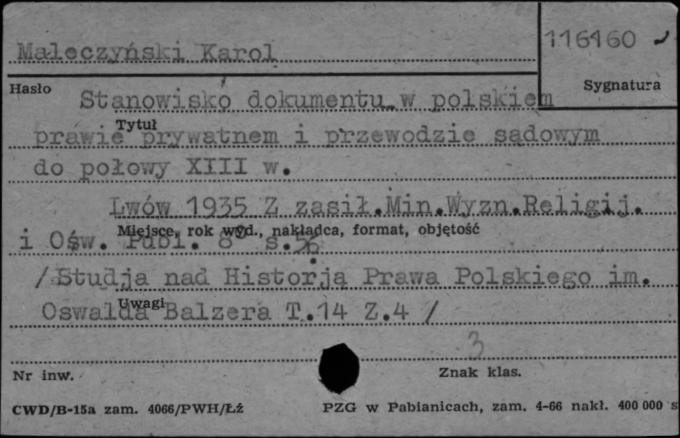 Maleczyński Karol
116160
Hasło
Sygnatura
Stanowisko dokumentu w polskiem
Tytuł
prawie prywatnem i przewodzie sądowym
do połowy XIII w.
Lwów 1935 Z zasił.Min.Wyzn.Religij.
Miejsce, rok wyd., nakładca, format, objętość
i Ośw. Publ. 8° s.56
/Studja nad Historją Prawa Polskiego im.
Uwagi
Oswalda Balzera T.14 Z.4 /
3
Nr inw.
Znak klas.
CWD/B-15a zam. 4066/PWH/Łż
PZG w Pabianicach, zam. 4-66 nakł. 400 000 s